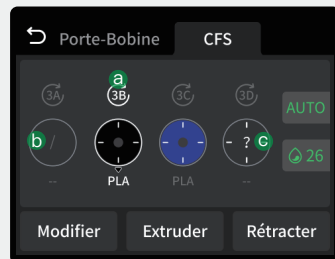 Porte-Bobine CFS
a
3A 3B 3C 3D
AUTO
b / ? c
26
-- PLA PLA --
Modifier Extruder Rétracter